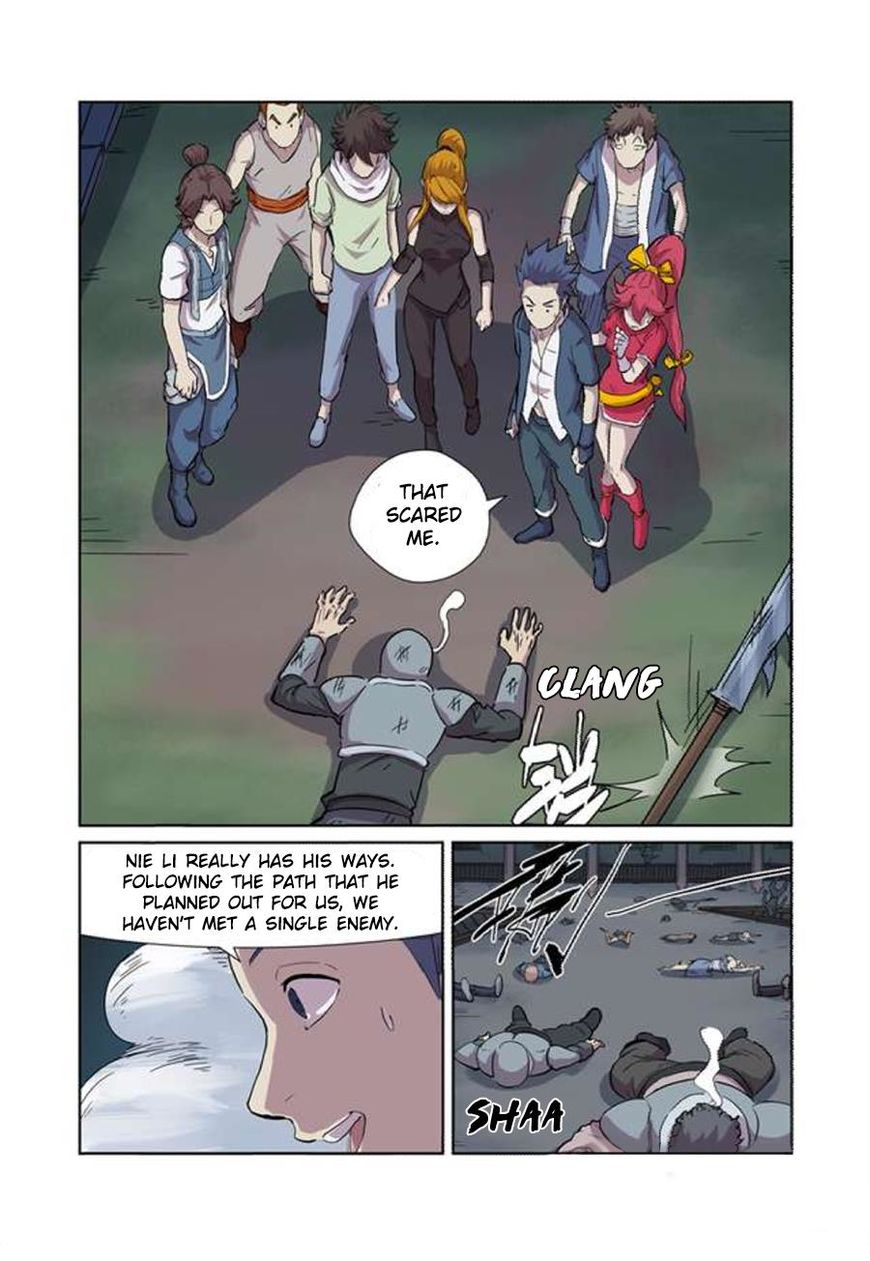 THAT
SCARED
ME.
CLANG
NIE LI REALLY HAS HIS WAYS.
FOLLOWING THE PATH THAT HE
PLANNED OUT FOR US, WE
HAVEN'T MET A SINGLE ENEMY.
SHAA